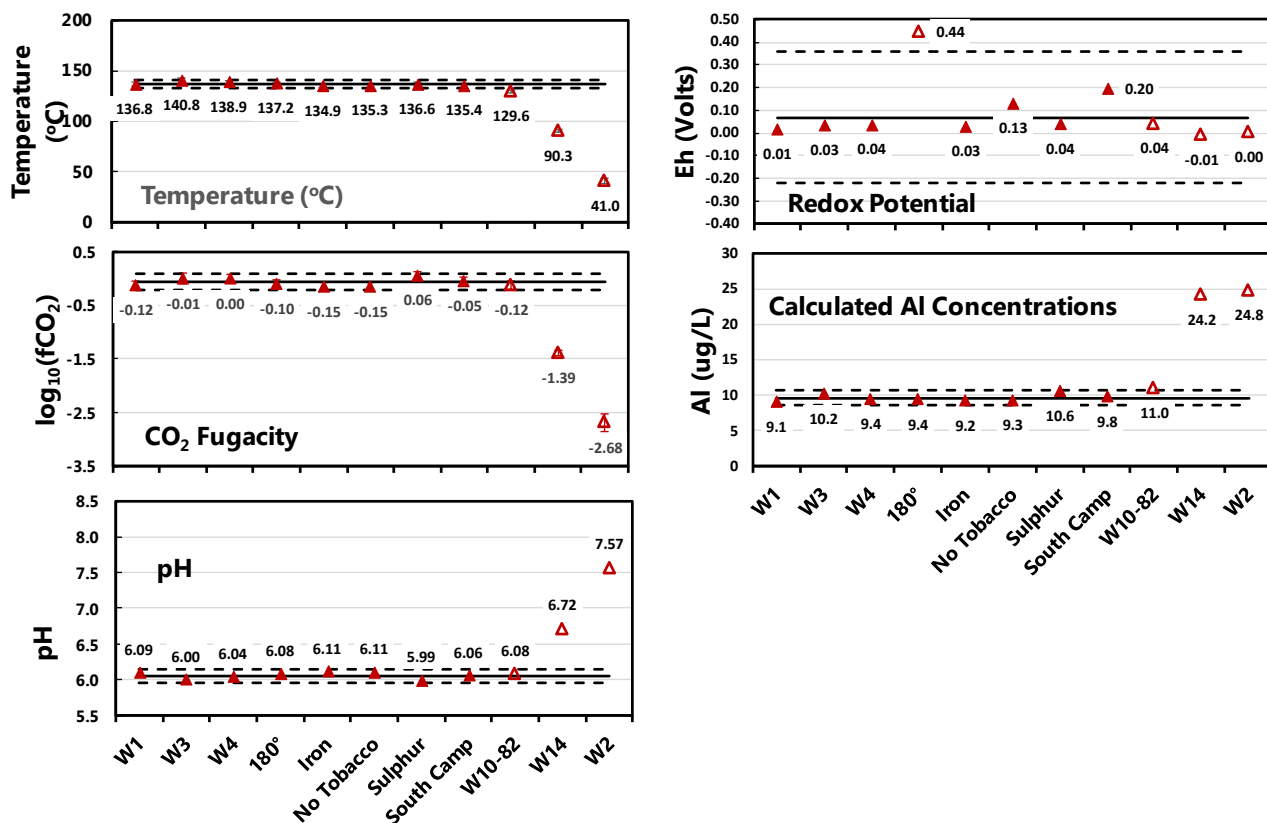 200
150
100
50
0
Temperature
(ºC)
136.8 140.8 138.9 137.2 134.9 135.3 136.6 135.4 129.6
90.3
41.0
Temperature (ºC)
0.5
-0.5
-1.5
-2.5
-3.5
log10(fCO2)
-0.12 -0.01 0.00 -0.10 -0.15 -0.15 0.06 -0.05 -0.12
-1.39
-2.68
CO2 Fugacity
8.5
8.0
7.5
7.0
6.5
6.0
5.5
pH
pH
7.57
6.72
6.09 6.00 6.04 6.08 6.11 6.11 5.99 6.06 6.08
W1
W3
W4
180°
Iron
No Tobacco
Sulphur
South Camp
W10-82
W14
W2
0.50
0.40
0.30
0.20
0.10
0.00
-0.10
-0.20
-0.30
-0.40
Eh (Volts)
0.44
0.20
0.13
0.01 0.03 0.04 0.03 0.04 0.04 -0.01 0.00
Redox Potential
30
25
20
15
10
5
0
Al (ug/L)
Calculated Al Concentrations
24.2 24.8
9.1 10.2 9.4 9.4 9.2 9.3 10.6 9.8 11.0
W1
W3
W4
180°
Iron
No Tobacco
Sulphur
South Camp
W10-82
W14
W2